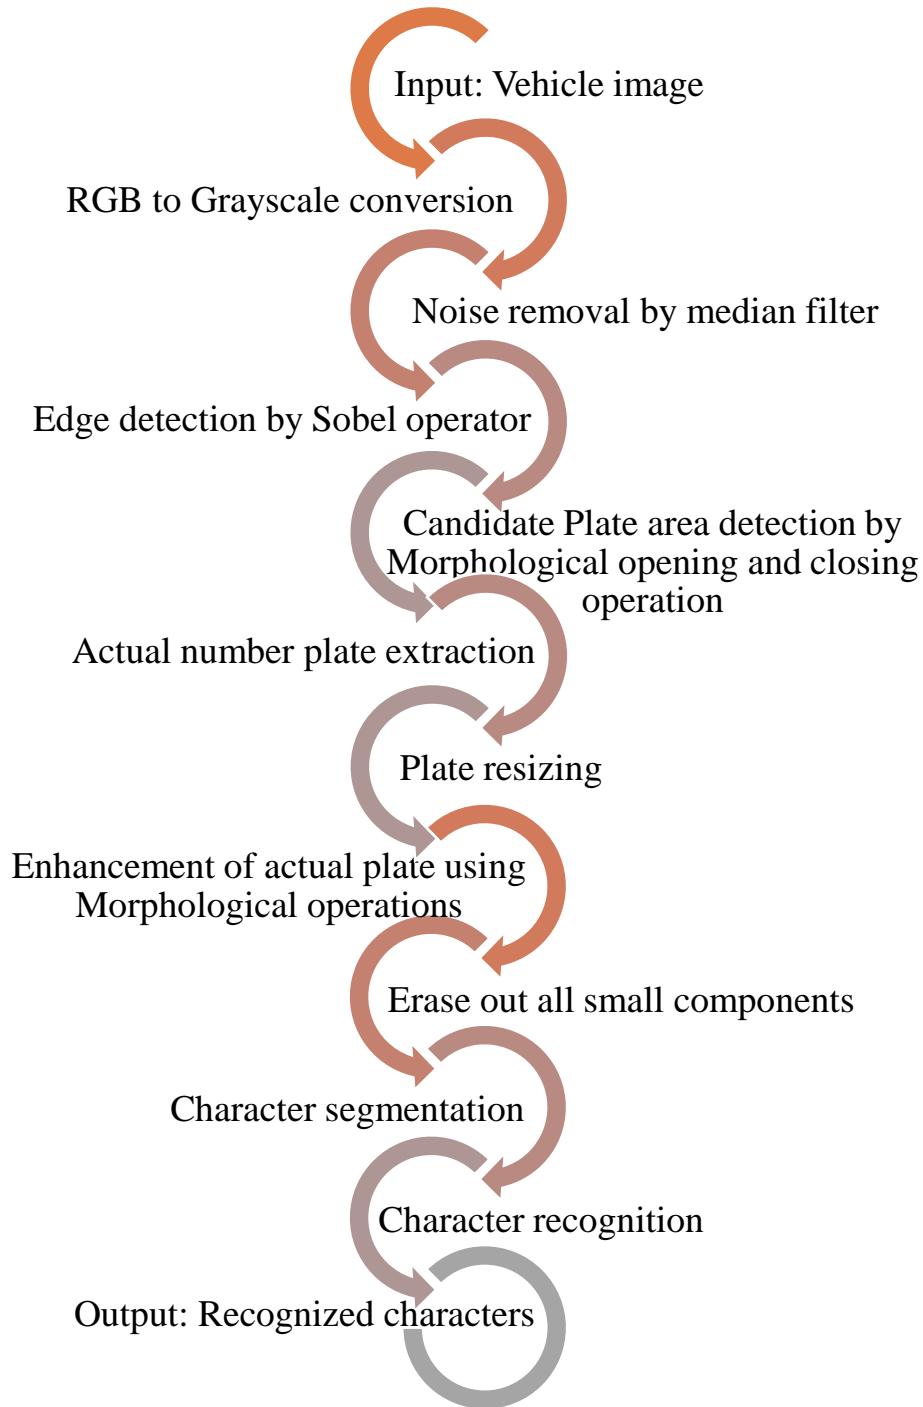 Input: Vehicle image
RGB to Grayscale conversion
Noise removal by median filter
Edge detection by Sobel operator
Candidate Plate area detection by
Morphological opening and closing
operation
Actual number plate extraction
Plate resizing
Enhancement of actual plate using
Morphological operations
Erase out all small components
Character segmentation
Character recognition
Output: Recognized characters